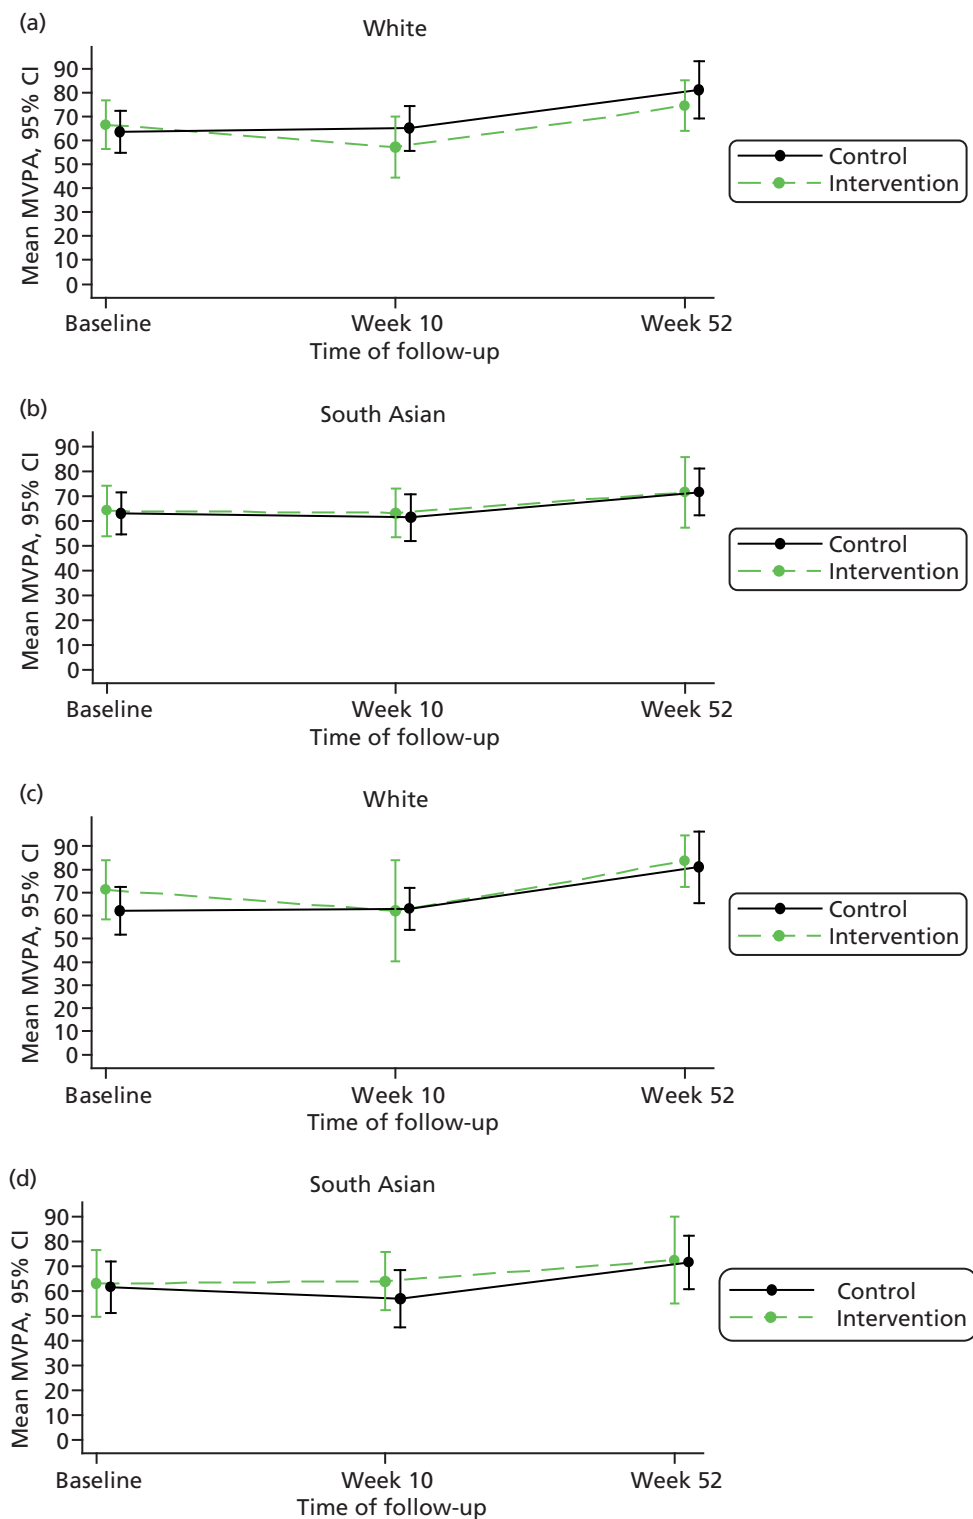 (a)
White
Mean MVPA, 95% CI
90
80
70
60
50
40
30
20
10
0
Baseline
Week 10
Week 52
Time of follow-up
Control
Intervention
(b)
South Asian
Mean MVPA, 95% CI
90
80
70
60
50
40
30
20
10
0
Baseline
Week 10
Week 52
Time of follow-up
Control
Intervention
(c)
White
Mean MVPA, 95% CI
90
80
70
60
50
40
30
20
10
0
Baseline
Week 10
Week 52
Time of follow-up
Control
Intervention
(d)
South Asian
Mean MVPA, 95% CI
90
80
70
60
50
40
30
20
10
0
Baseline
Week 10
Week 52
Time of follow-up
Control
Intervention